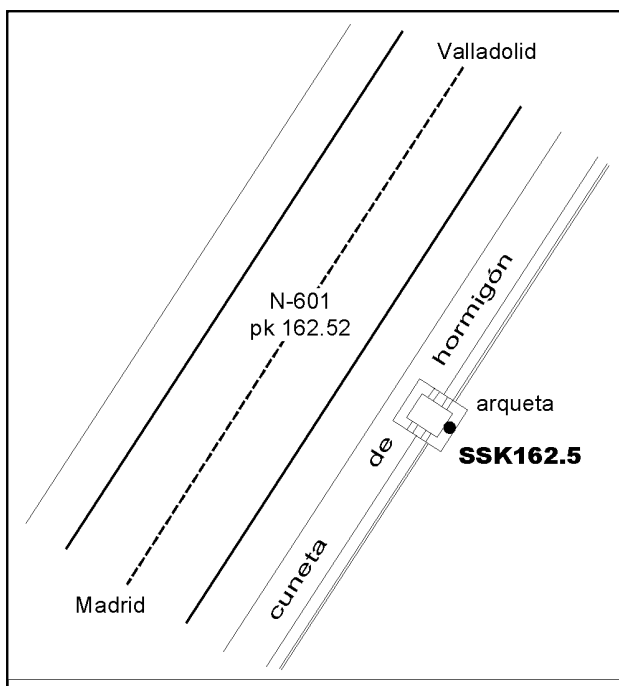 Valladolid
N-601
pk 162.52
arqueta
SSK162.5
cuneta de hormigón
Madrid